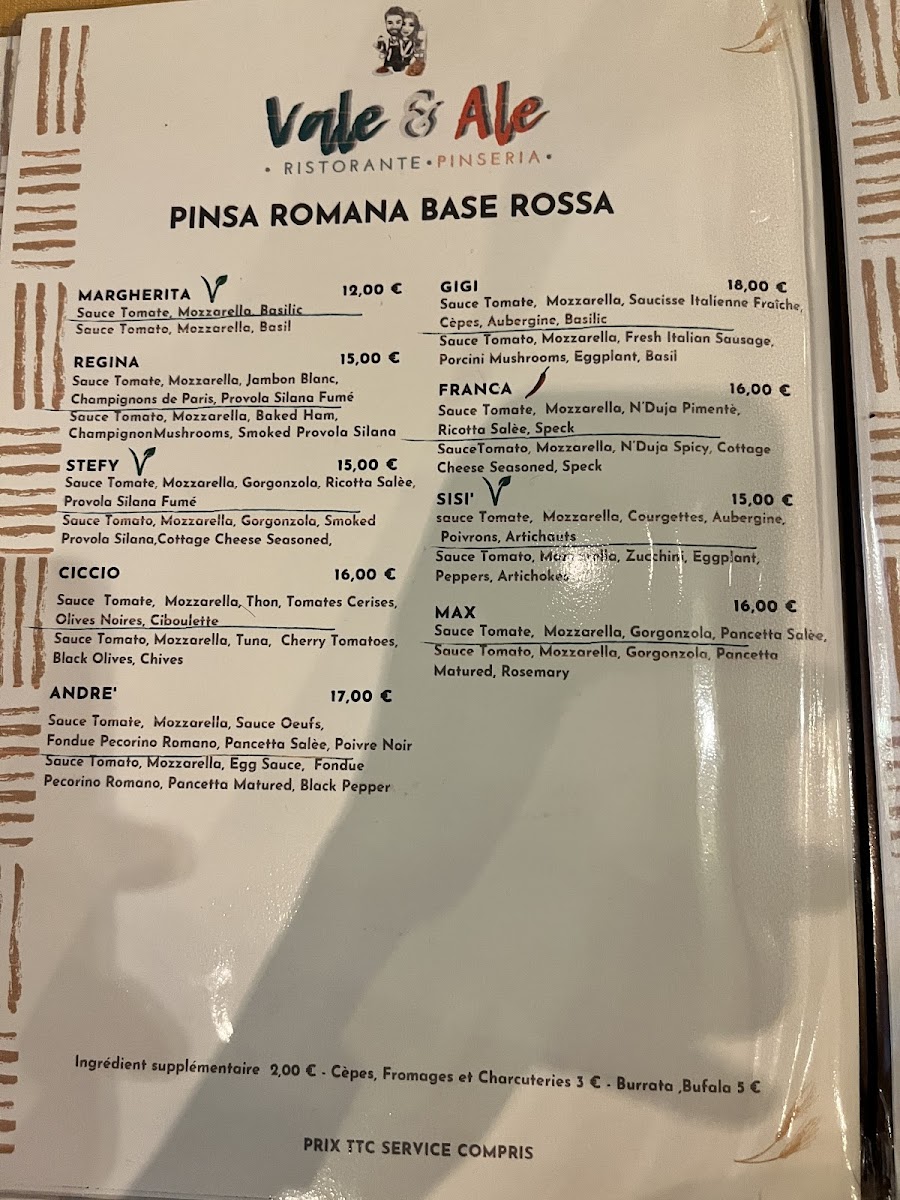 Vale & Ale
• RISTORANTE • PINSERIA •
PINSA ROMANA BASE ROSSA
MARGHERITA 12,00 €
Sauce Tomate, Mozzarella, Basilic
Sauce Tomato, Mozzarella, Basil
REGINA 15,00 €
Sauce Tomate, Mozzarella, Jambon Blanc,
Champignons de Paris, Provola Silana Fumé
Sauce Tomato, Mozzarella, Baked Ham,
ChampignonMushrooms, Smoked Provola Silana
STEFY 15,00 €
Sauce Tomate, Mozzarella, Gorgonzola, Ricotta Salèe,
Provola Silana Fumé
Sauce Tomato, Mozzarella, Gorgonzola, Smoked
Provola Silana,Cottage Cheese Seasoned,
CICCIO 16,00 €
Sauce Tomate, Mozzarella, Thon, Tomates Cerises,
Olives Noires, Ciboulette
Sauce Tomato, Mozzarella, Tuna, Cherry Tomatoes,
Black Olives, Chives
ANDRE' 17,00 €
Sauce Tomate, Mozzarella, Sauce Oeufs,
Fondue Pecorino Romano, Pancetta Salèe, Poivre Noir
Sauce Tomato, Mozzarella, Egg Sauce, Fondue
Pecorino Romano, Pancetta Matured, Black Pepper
GIGI 18,00 €
Sauce Tomate, Mozzarella, Saucisse Italienne Fraîche,
Cèpes, Aubergine, Basilic
Sauce Tomato, Mozzarella, Fresh Italian Sausage,
Porcini Mushrooms, Eggplant, Basil
FRANCA 16,00 €
Sauce Tomate, Mozzarella, N'Duja Pimentè,
Ricotta Salèe, Speck
SauceTomato, Mozzarella, N'Duja Spicy, Cottage
Cheese Seasoned, Speck
SISI' 15,00 €
sauce Tomate, Mozzarella, Courgettes, Aubergine,
Poivrons, Artichauts
Sauce Tomato, Mozzarella, Zucchini, Eggplant,
Peppers, Artichokes
MAX 16,00 €
Sauce Tomate, Mozzarella, Gorgonzola, Pancetta Salèe,
Sauce Tomato, Mozzarella, Gorgonzola, Pancetta
Matured, Rosemary
Ingrédient supplémentaire 2,00 € - Cèpes, Fromages et Charcuteries 3 € - Burrata ,Bufala 5 €
PRIX TTC SERVICE COMPRIS